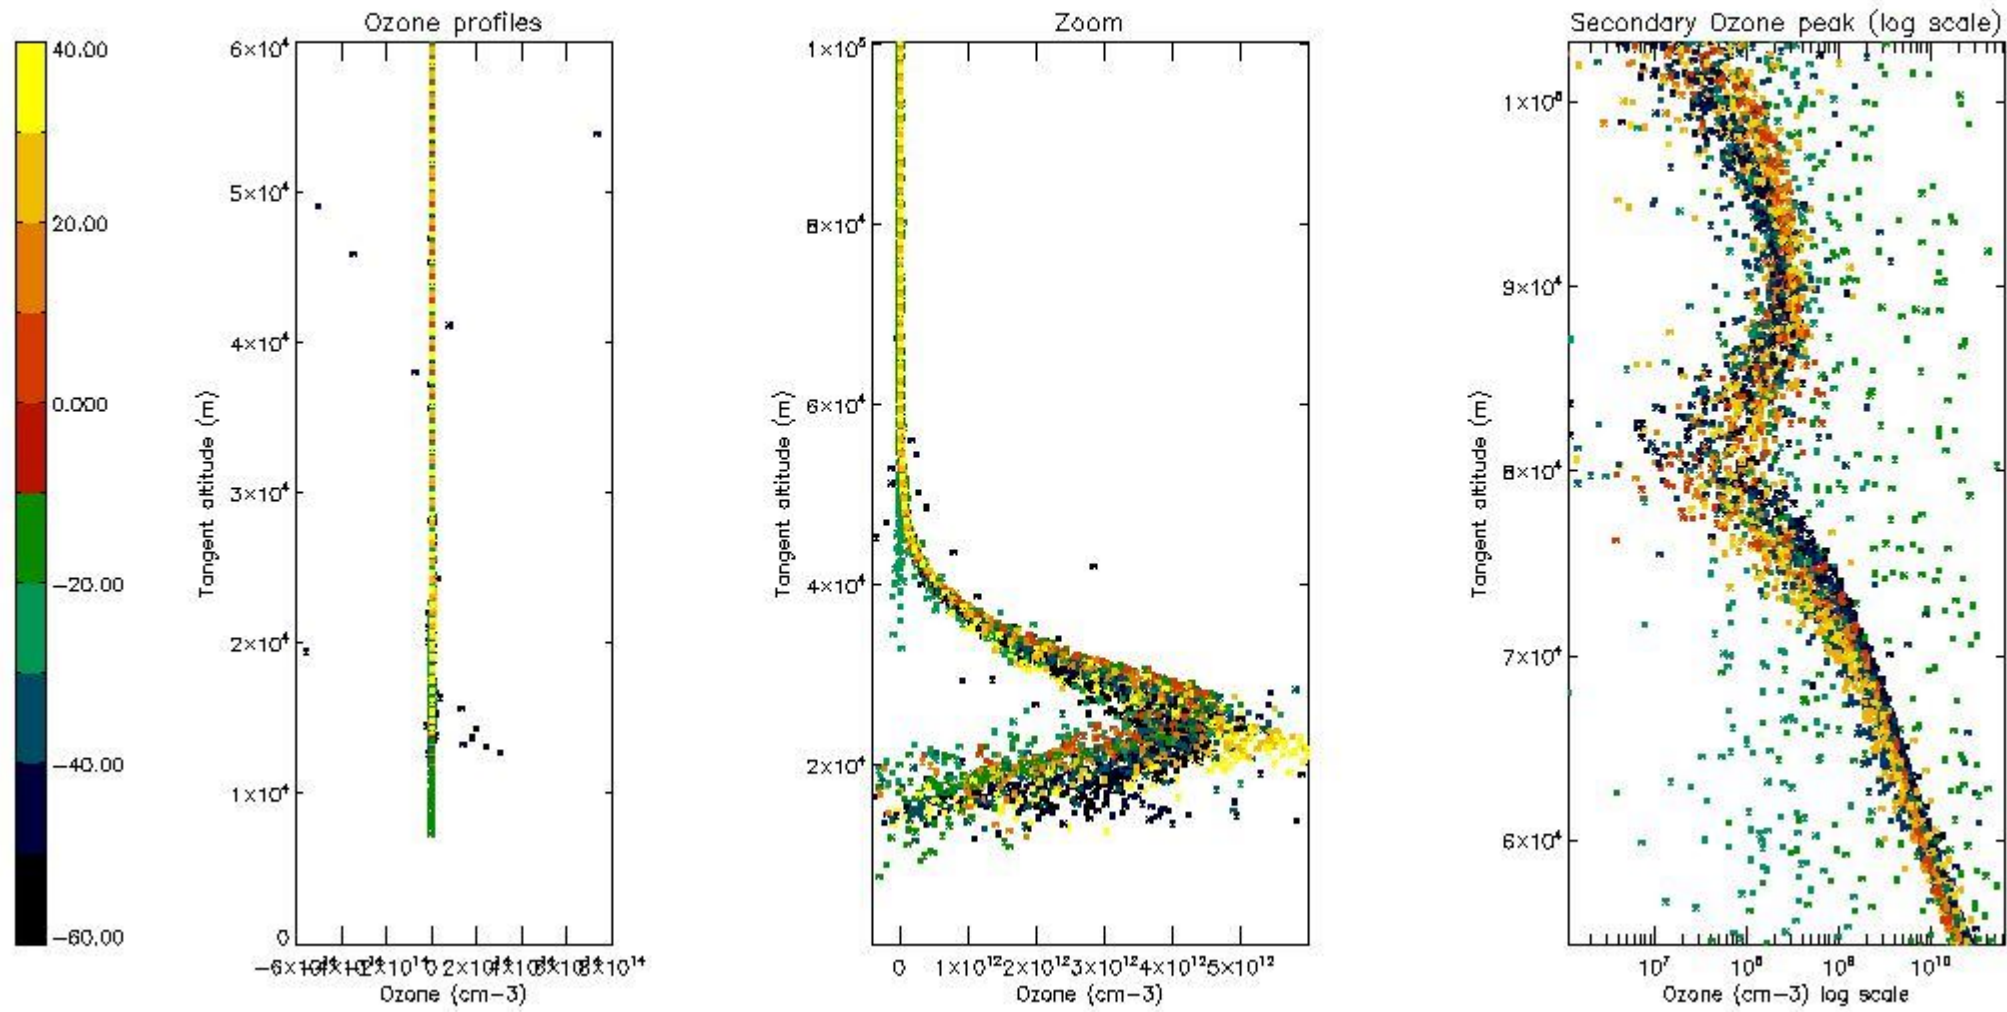 Ozone profiles
Zoom
Secondary Ozone peak (log scale)
40.00
20.00
0.000
−20.00
−40.00
−60.00
6×10⁴
5×10⁴
4×10⁴
3×10⁴
2×10⁴
1×10⁴
0
Tangent altitude (m)
0
Ozone (cm−3)
1×10⁵
8×10⁴
6×10⁴
4×10⁴
2×10⁴
Tangent altitude (m)
0 1×10¹² 2×10¹² 3×10¹² 4×10¹² 5×10¹²
Ozone (cm−3)
9×10⁴
8×10⁴
7×10⁴
6×10⁴
Tangent altitude (m)
10⁷ 10⁹ 10¹⁰
Ozone (cm−3) log scale